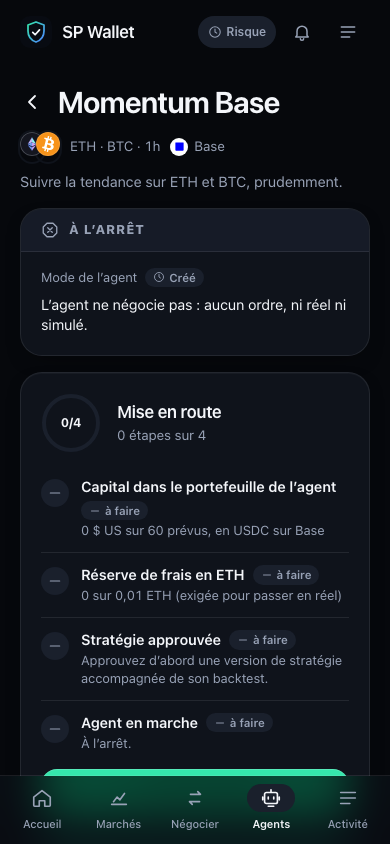 SP Wallet
Risque
Momentum Base
ETH · BTC · 1h Base
Suivre la tendance sur ETH et BTC, prudemment.
À L’ARRÊT
Mode de l’agent Créé
L’agent ne négocie pas : aucun ordre, ni réel ni
simulé.
0/4
Mise en route
0 étapes sur 4
Capital dans le portefeuille de l’agent
à faire
0 $ US sur 60 prévus, en USDC sur Base
Réserve de frais en ETH à faire
0 sur 0,01 ETH (exigée pour passer en réel)
Stratégie approuvée à faire
Approuvez d’abord une version de stratégie
accompagnée de son backtest.
Agent en marche à faire
À l’arrêt.
Accueil Marchés Négocier Agents Activité